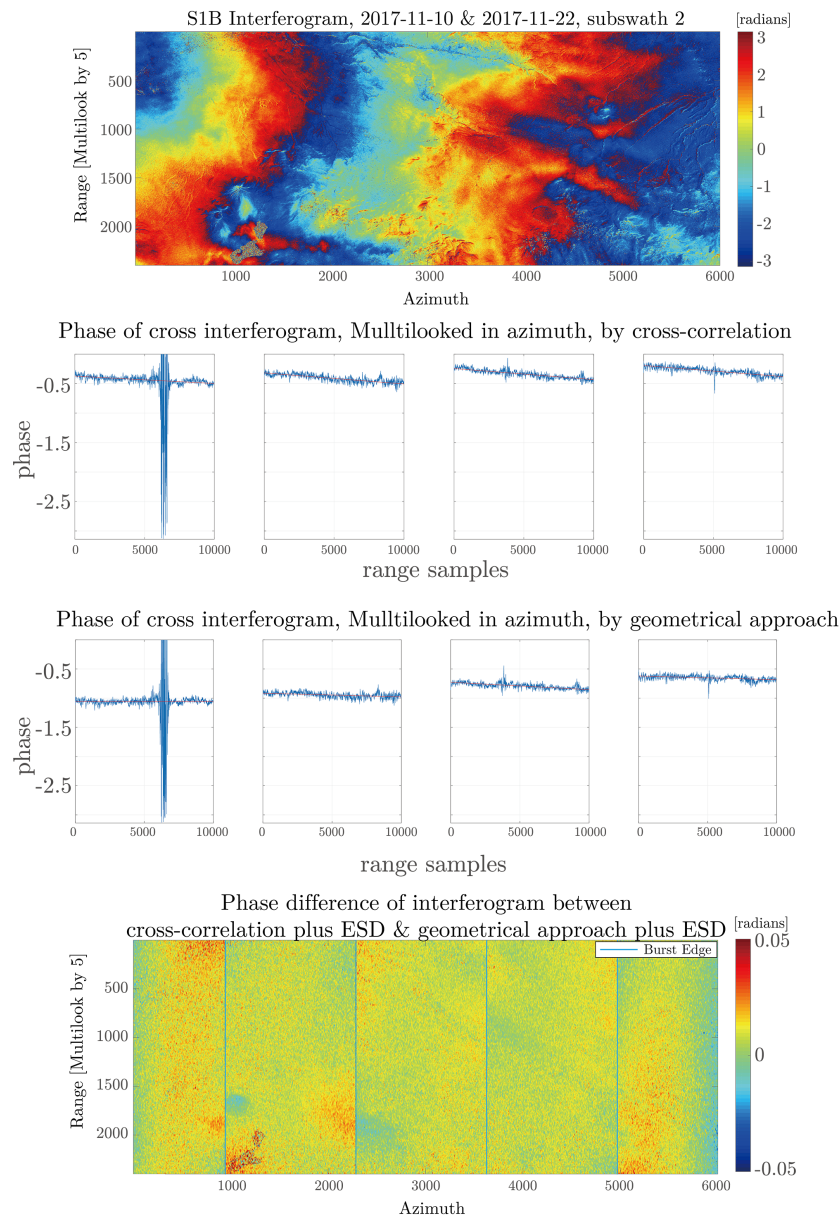 S1B Interferogram, 2017-11-10 & 2017-11-22, subswath 2
[radians]
Range [Multilook by 5]
500
1000
1500
2000
1000 2000 3000 4000 5000 6000
Azimuth
3
2
1
0
-1
-2
-3
Phase of cross interferogram, Mulltilooked in azimuth, by cross-correlation
phase
-0.5
-1.5
-2.5
0 5000 10000 0 5000 10000 0 5000 10000 0 5000 10000
range samples
Phase of cross interferogram, Mulltilooked in azimuth, by geometrical approach
phase
-0.5
-1.5
-2.5
0 5000 10000 0 5000 10000 0 5000 10000 0 5000 10000
range samples
Phase difference of interferogram between
cross-correlation plus ESD & geometrical approach plus ESD
[radians]
Burst Edge
Range [Multilook by 5]
500
1000
1500
2000
1000 2000 3000 4000 5000 6000
Azimuth
0.05
0
-0.05